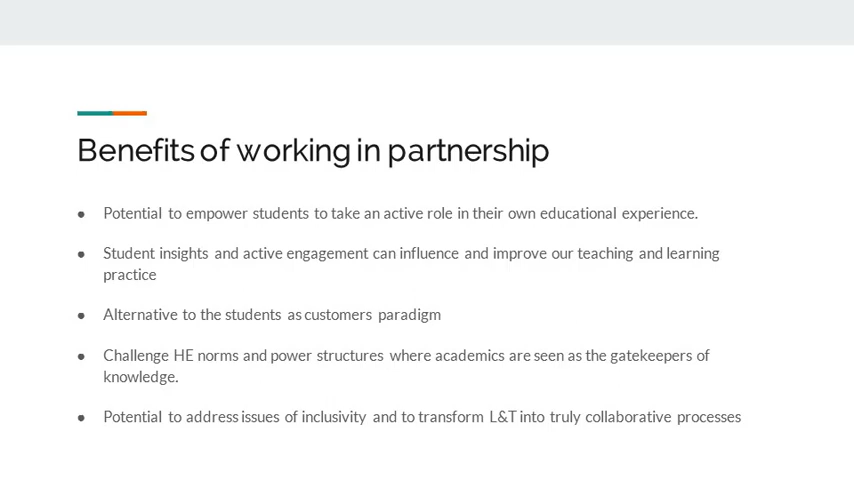 Benefits of working in partnership
● Potential to empower students to take an active role in their own educational experience.
● Student insights and active engagement can influence and improve our teaching and learning
practice
● Alternative to the students as customers paradigm
● Challenge HE norms and power structures where academics are seen as the gatekeepers of
knowledge.
● Potential to address issues of inclusivity and to transform L&T into truly collaborative processes